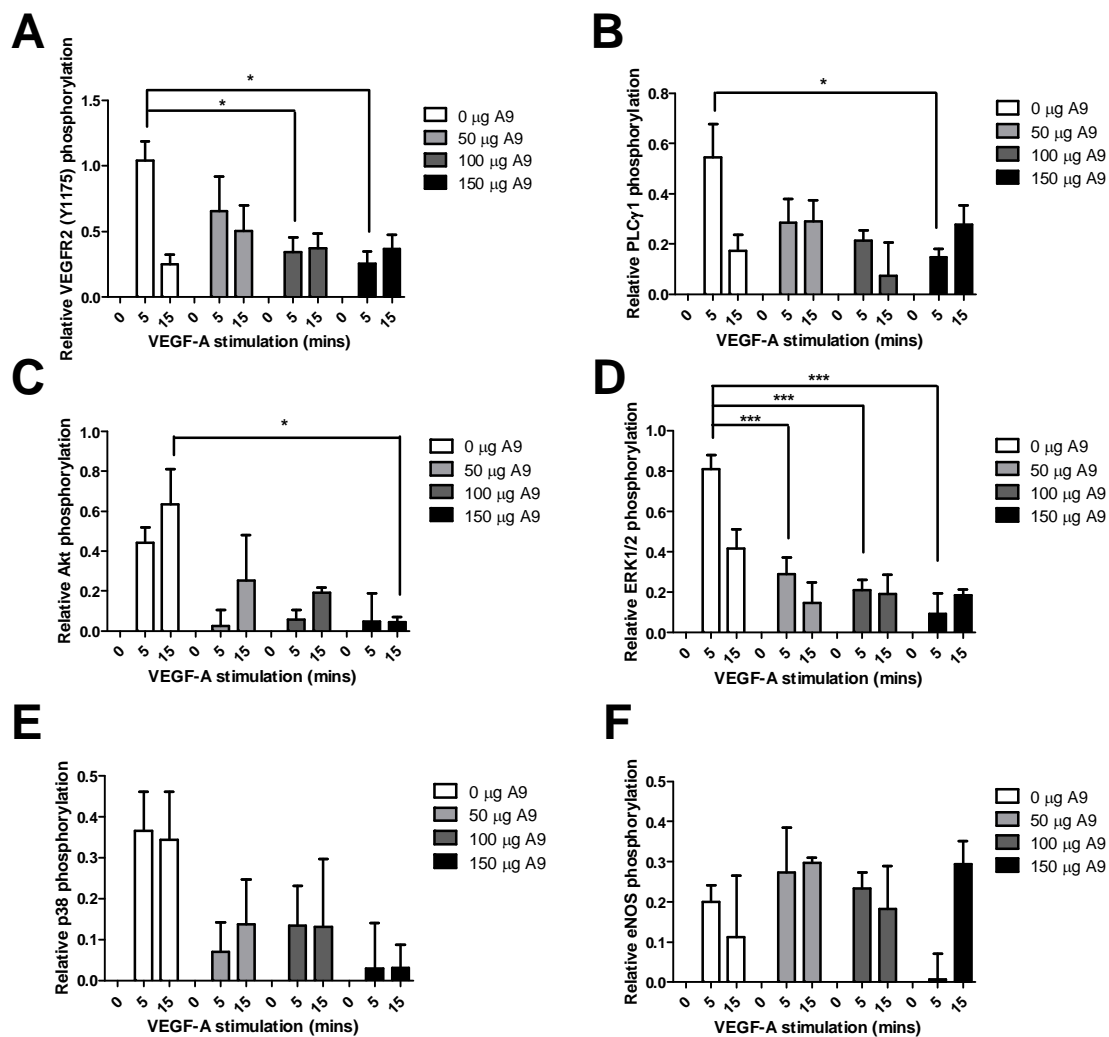 A
Relative VEGFR2 (Y1175) phosphorylation
1.5
1.0
0.5
0.0
*
*
0 5 15 0 5 15 0 5 15 0 5 15
VEGF-A stimulation (mins)
0 µg A9
50 µg A9
100 µg A9
150 µg A9
B
Relative PLCγ1 phosphorylation
0.8
0.6
0.4
0.2
0.0
*
0 5 15 0 5 15 0 5 15 0 5 15
VEGF-A stimulation (mins)
0 µg A9
50 µg A9
100 µg A9
150 µg A9
C
Relative Akt phosphorylation
1.0
0.8
0.6
0.4
0.2
0.0
*
0 5 15 0 5 15 0 5 15 0 5 15
VEGF-A stimulation (mins)
0 µg A9
50 µg A9
100 µg A9
150 µg A9
D
Relative ERK1/2 phosphorylation
1.0
0.8
0.6
0.4
0.2
0.0
***
***
***
0 5 15 0 5 15 0 5 15 0 5 15
VEGF-A stimulation (mins)
0 µg A9
50 µg A9
100 µg A9
150 µg A9
E
Relative p38 phosphorylation
0.5
0.4
0.3
0.2
0.1
0.0
0 5 15 0 5 15 0 5 15 0 5 15
VEGF-A stimulation (mins)
0 µg A9
50 µg A9
100 µg A9
150 µg A9
F
Relative eNOS phosphorylation
0.5
0.4
0.3
0.2
0.1
0.0
0 5 15 0 5 15 0 5 15 0 5 15
VEGF-A stimulation (mins)
0 µg A9
50 µg A9
100 µg A9
150 µg A9